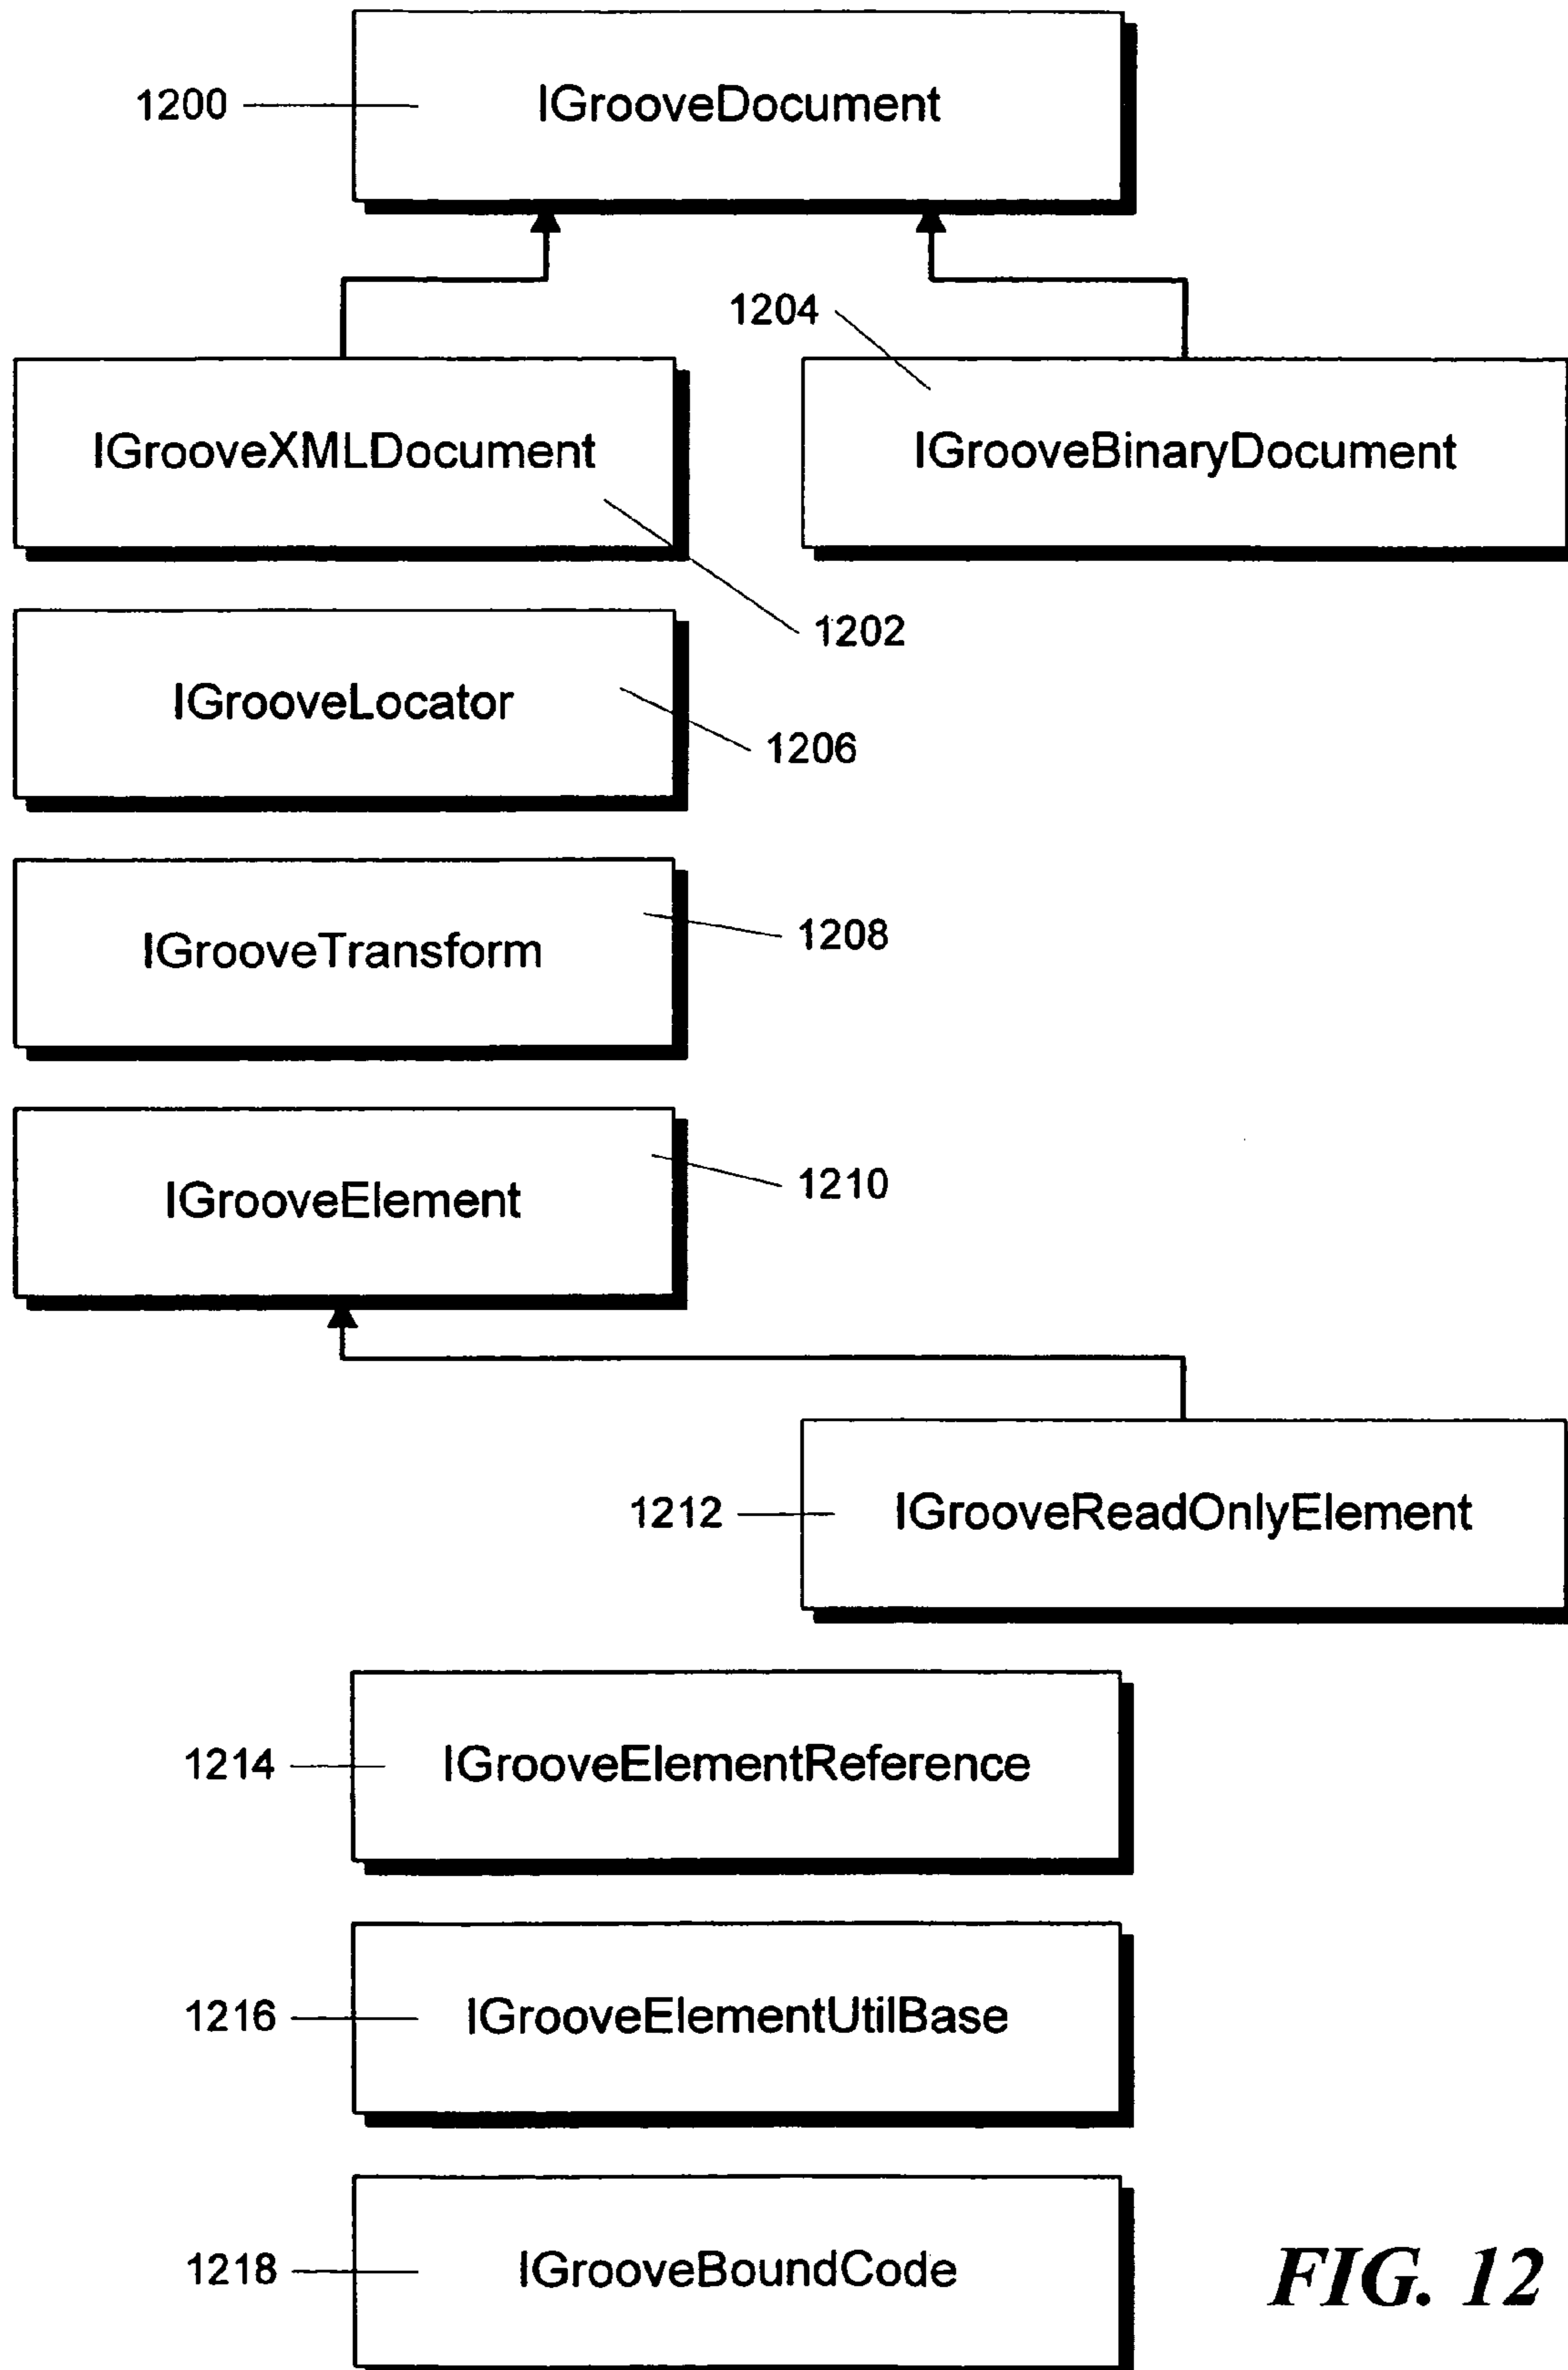 1200
IGrooveDocument
1204
IGrooveXMLDocument
IGrooveBinaryDocument
1202
IGrooveLocator
1206
IGrooveTransform
1208
IGrooveElement
1210
1212
IGrooveReadOnlyElement
1214
IGrooveElementReference
1216
IGrooveElementUtilBase
1218
IGrooveBoundCode
FIG. 12